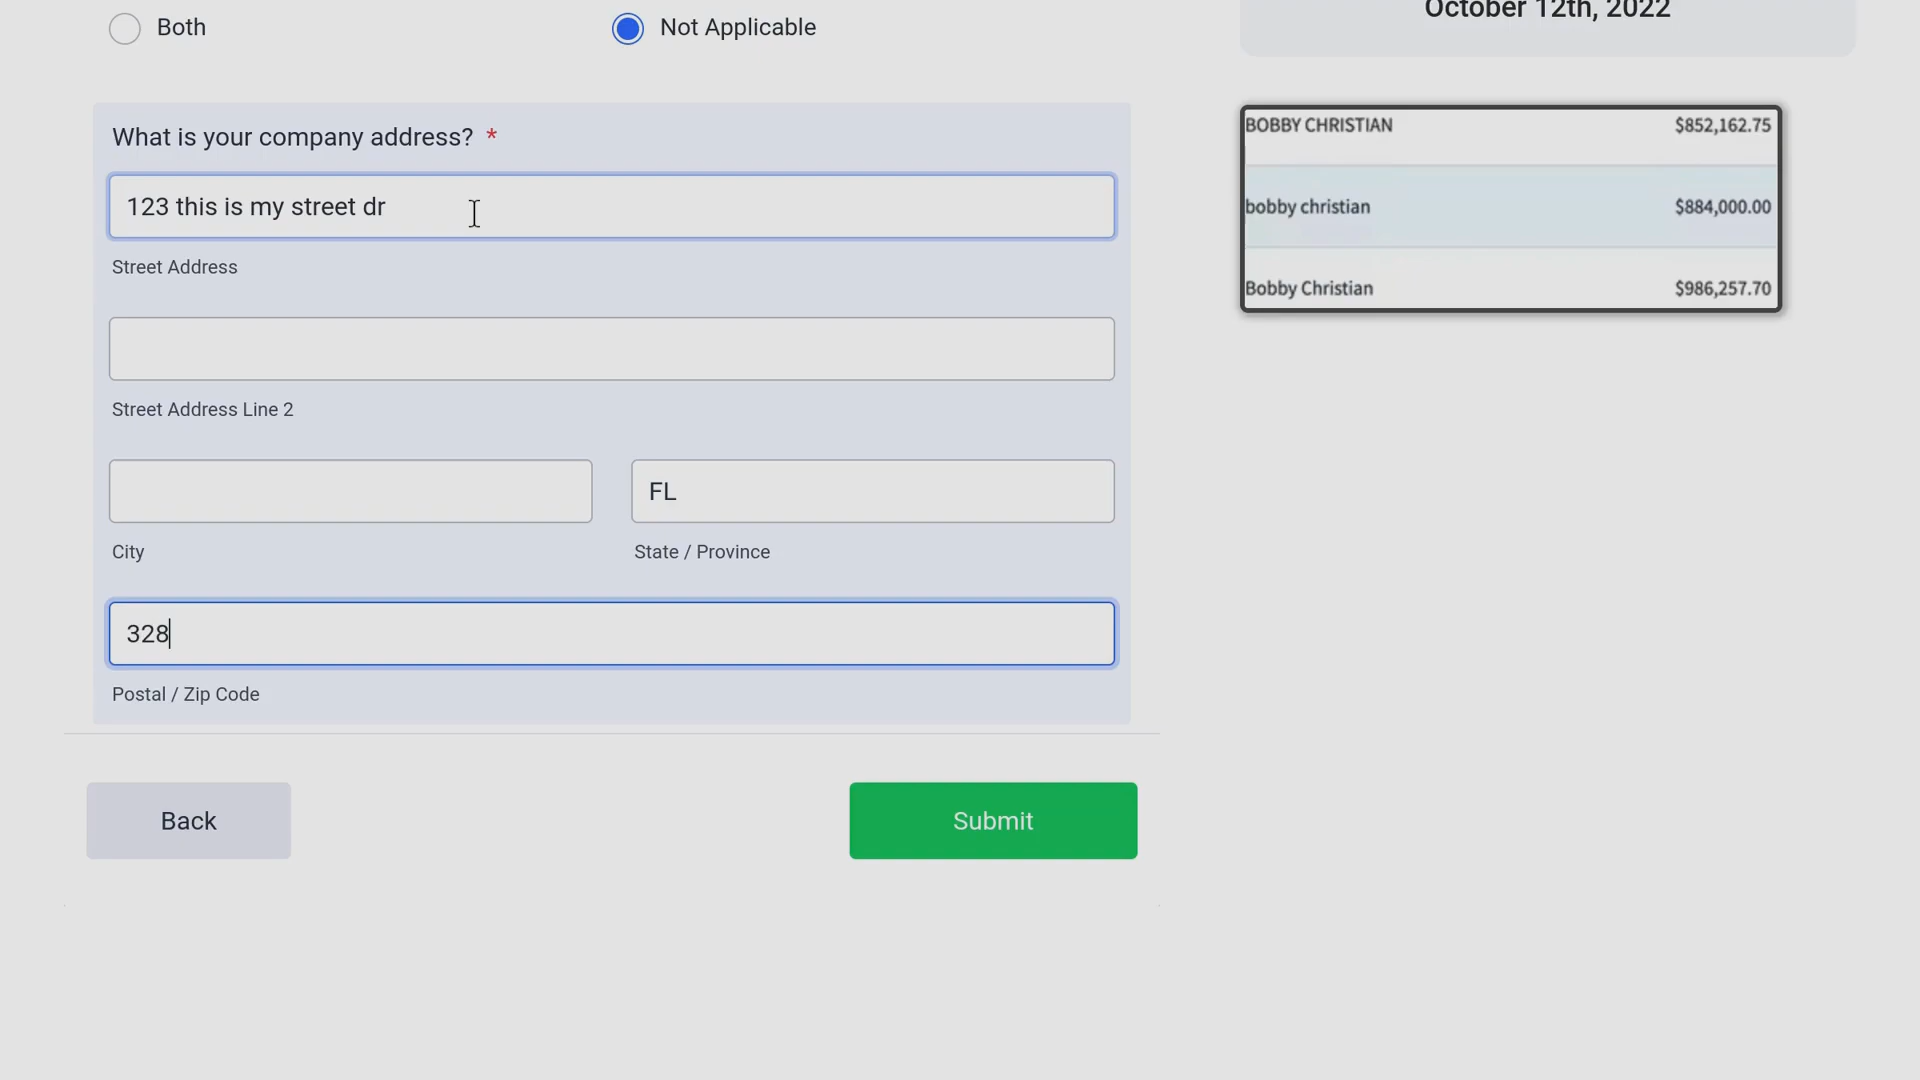 Both
Not Applicable
October 12th, 2022
What is your company address? *
123 this is my street dr
Street Address
Street Address Line 2
FL
City
State / Province
328
Postal / Zip Code
Back
Submit
BOBBY CHRISTIAN $852,162.75
bobby christian $884,000.00
Bobby Christian $986,257.70